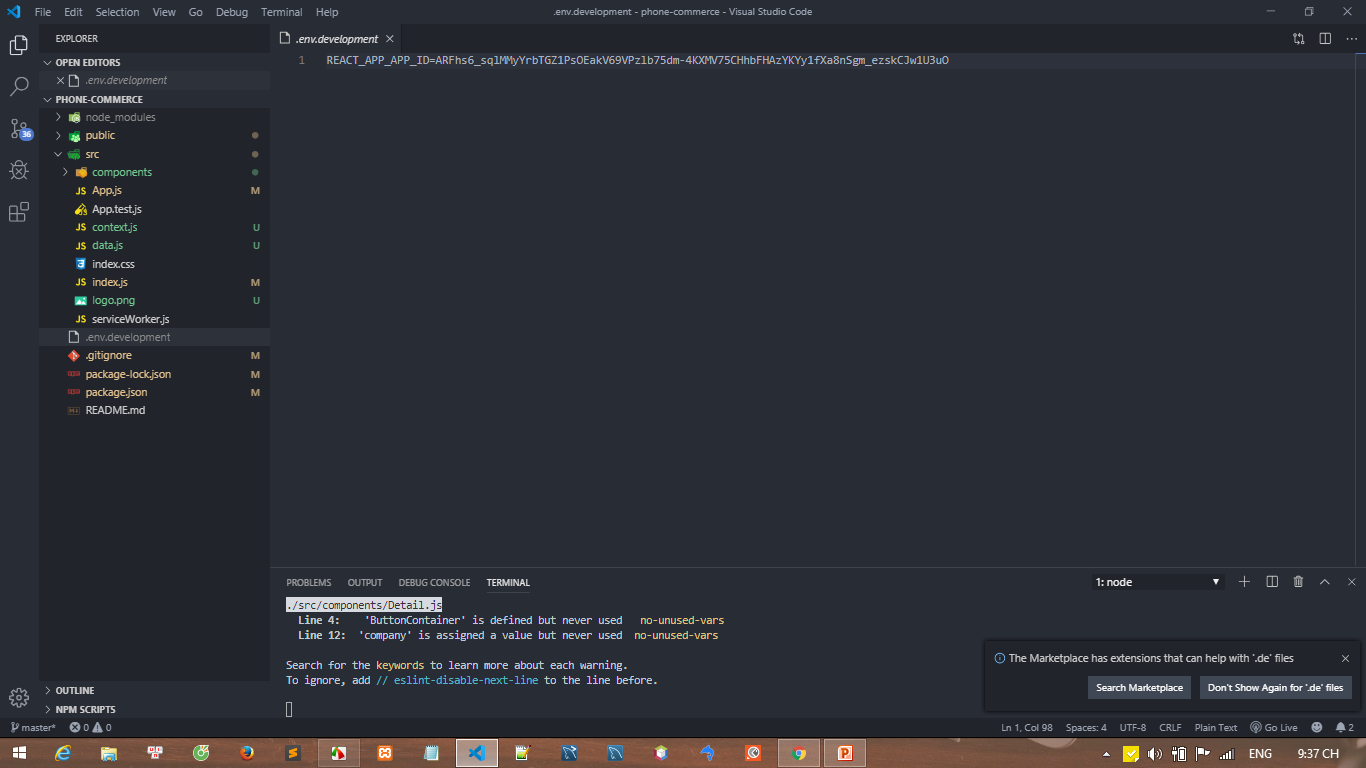 File Edit Selection View Go Debug Terminal Help
.env.development - phone-commerce - Visual Studio Code
EXPLORER
OPEN EDITORS
.env.development
PHONE-COMMERCE
node_modules
public
src
components
App.js M
App.test.js
context.js U
data.js U
index.css
index.js M
logo.png U
serviceWorker.js
.env.development
.gitignore M
package-lock.json M
package.json M
README.md
OUTLINE
NPM SCRIPTS
36
.env.development
1 REACT_APP_APP_ID=ARFhs6_sqlMMyYrbTGZ1PsOEakV69VPzlb75dm-4KXMV75CHhbFHAzYKYy1fXa8nSgm_ezskCJw1U3uO
PROBLEMS OUTPUT DEBUG CONSOLE TERMINAL
1: node
./src/components/Detail.js
Line 4: 'ButtonContainer' is defined but never used no-unused-vars
Line 12: 'company' is assigned a value but never used no-unused-vars
Search for the keywords to learn more about each warning.
To ignore, add // eslint-disable-next-line to the line before.
The Marketplace has extensions that can help with '.de' files
Search Marketplace Don't Show Again for '.de' files
master* 0 0
Ln 1, Col 98 Spaces: 4 UTF-8 CRLF Plain Text Go Live 2
ENG 9:37 CH